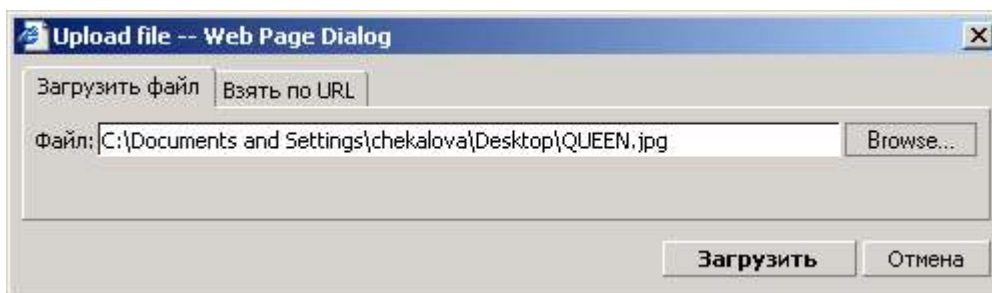 Upload file -- Web Page Dialog
Загрузить файл Взять по URL
Файл: C:\Documents and Settings\chekalova\Desktop\QUEEN.jpg Browse...
Загрузить Отмена